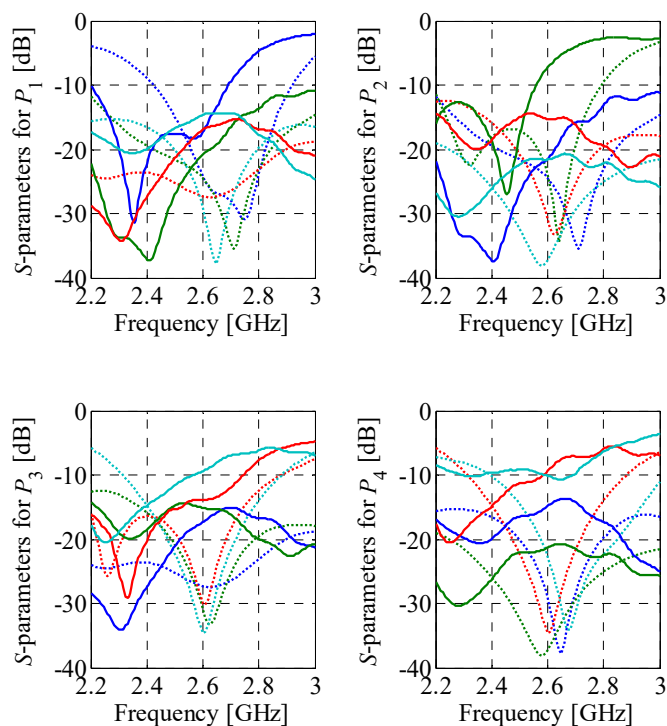 S-parameters for P1 [dB]
0
-10
-20
-30
-40
2.2 2.4 2.6 2.8 3
Frequency [GHz]
S-parameters for P2 [dB]
0
-10
-20
-30
-40
2.2 2.4 2.6 2.8 3
Frequency [GHz]
S-parameters for P3 [dB]
0
-10
-20
-30
-40
2.2 2.4 2.6 2.8 3
Frequency [GHz]
S-parameters for P4 [dB]
0
-10
-20
-30
-40
2.2 2.4 2.6 2.8 3
Frequency [GHz]